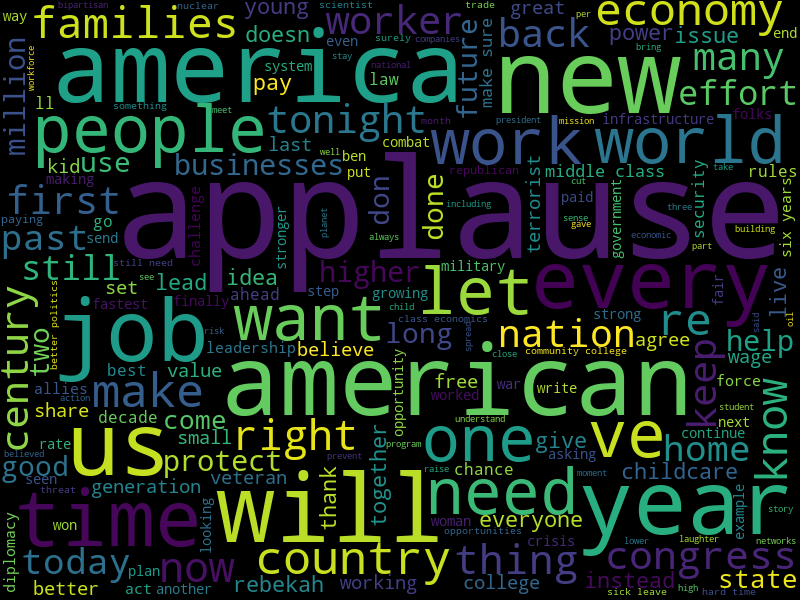 way
bipartisan
nuclear
young
scientist
trade
per
economy
end
families
doesn
worker
great
bring
million
workforce
america
even
surely
companies
back
power
issue
system
stay
pay
law
national
future
make sure
new
many
ll
something
meet
effort
people
tonight
month
president
mission
infrastructure
folks
last
well
combat
work
world
kid
use
businesses
ben
put
republican
middle class
take
rules
making
cut
three
first
applause
don
done
terrorist
including
paid
security
six years
paying
go
challenge
stronger
planet
sense
gave
government
economic
building
past
send
always
part
still
still need
higher
military
every
fair
live
set
see
lead
idea
let
fastest
finally
ahead
step
growing
child
strong
said
oil
century
better politics
two
job
risk
want
class economics
long
spread
nation
re
agree
help
leadership
believe
close
community college
wage
best
value
opportunity
free
war
write
keep
force
allies
action
make
american
worked
student
share
decade
come
understand
next
know
rate
us
right
small
together
program
one
give
ve
home
continue
believed
good
protect
asking
chance
childcare
seen
generation
veteran
thank
prevent
raise
need
moment
year
example
story
threat
time
looking
will
woman
everyone
won
opportunities
lower
laughter
networks
diplomacy
today
now
country
thing
crisis
congress
plan
rebekah
working
college
instead
state
better
act
another
sick leave
high
hard time